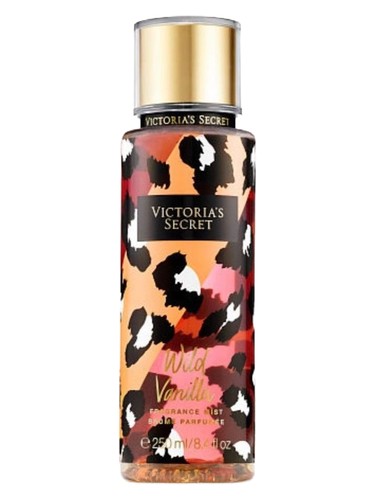 VICTORIA'S SECRET
VICTORIA'S
SECRET
Wild
Vanilla
FRAGRANCE MIST
BRUME PARFUMÉE
℮ 250 ml/8.4 fl oz